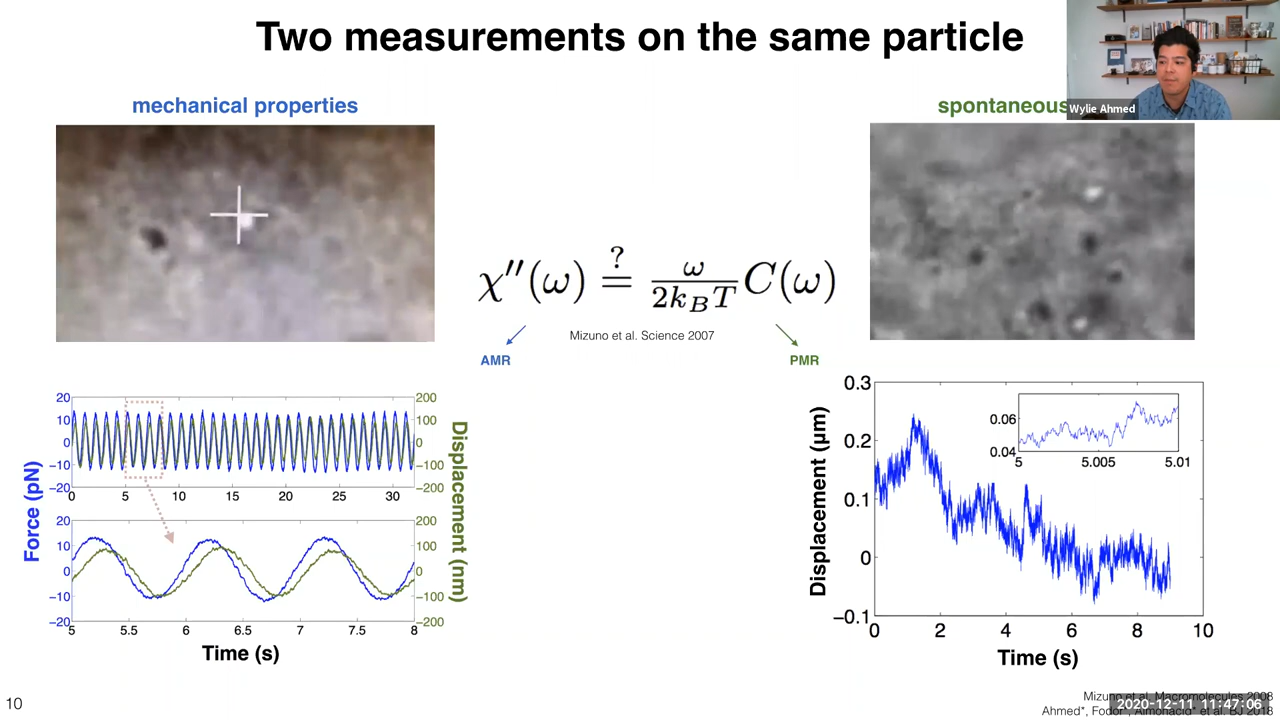 Two measurements on the same particle
Wylie Ahmed
mechanical properties
spontaneous
χ′′(ω) ?= ω/2k_BT C(ω)
Mizuno et al. Science 2007
AMR
PMR
20
10
0
−10
−20
200
100
0
−100
−200
0 5 10 15 20 25 30
20
10
0
−10
−20
200
100
0
−100
−200
5 5.5 6 6.5 7 7.5 8
Force (pN)
Displacement (nm)
Time (s)
0.3
0.2
0.1
0
−0.1
0 2 4 6 8 10
0.06
0.04
5 5.005 5.01
Displacement (μm)
Time (s)
10
Mizuno et al. Macromolecules 2008
Ahmed*, Fodor*, Almonacid* et al. BJ 2018
2020-12-11 11:47:06